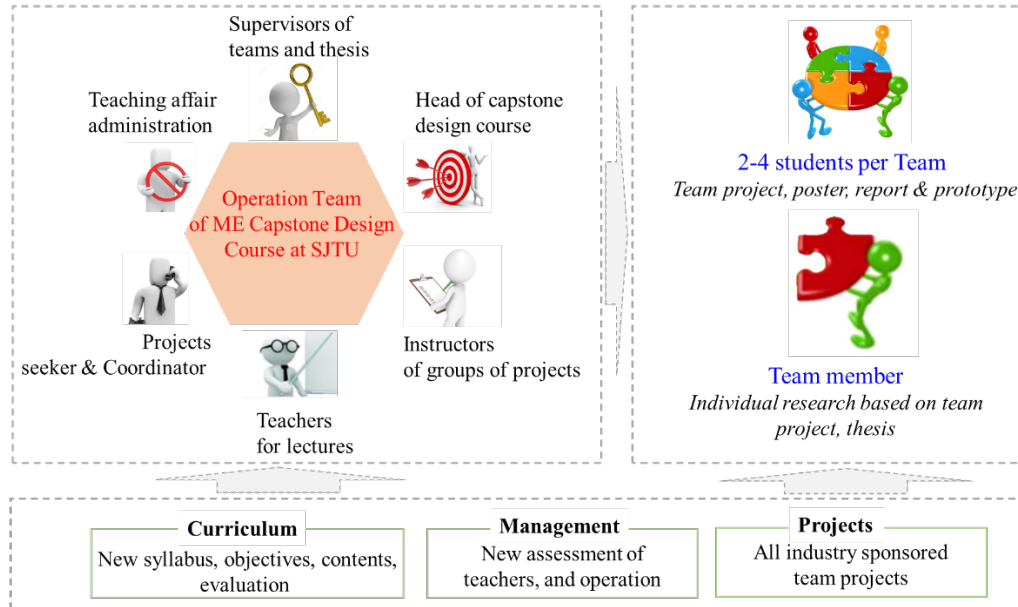 Supervisors of
teams and thesis
Teaching affair
administration
Head of capstone
design course
Operation Team
of ME Capstone Design
Course at SJTU
Projects
seeker & Coordinator
Instructors
of groups of projects
Teachers
for lectures
2-4 students per Team
Team project, poster, report & prototype
Team member
Individual research based on team
project, thesis
Curriculum
New syllabus, objectives, contents,
evaluation
Management
New assessment of
teachers, and operation
Projects
All industry sponsored
team projects